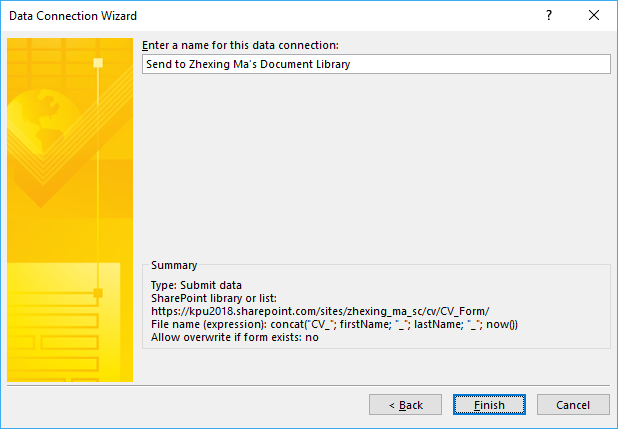 Data Connection Wizard
?
Enter a name for this data connection:
Send to Zhexing Ma's Document Library
Summary
Type: Submit data
SharePoint library or list:
https://kpu2018.sharepoint.com/sites/zhexing_ma_sc/cv/CV_Form/
File name (expression): concat("CV_"; firstName; "_"; lastName; "_"; now())
Allow overwrite if form exists: no
< Back
Finish
Cancel